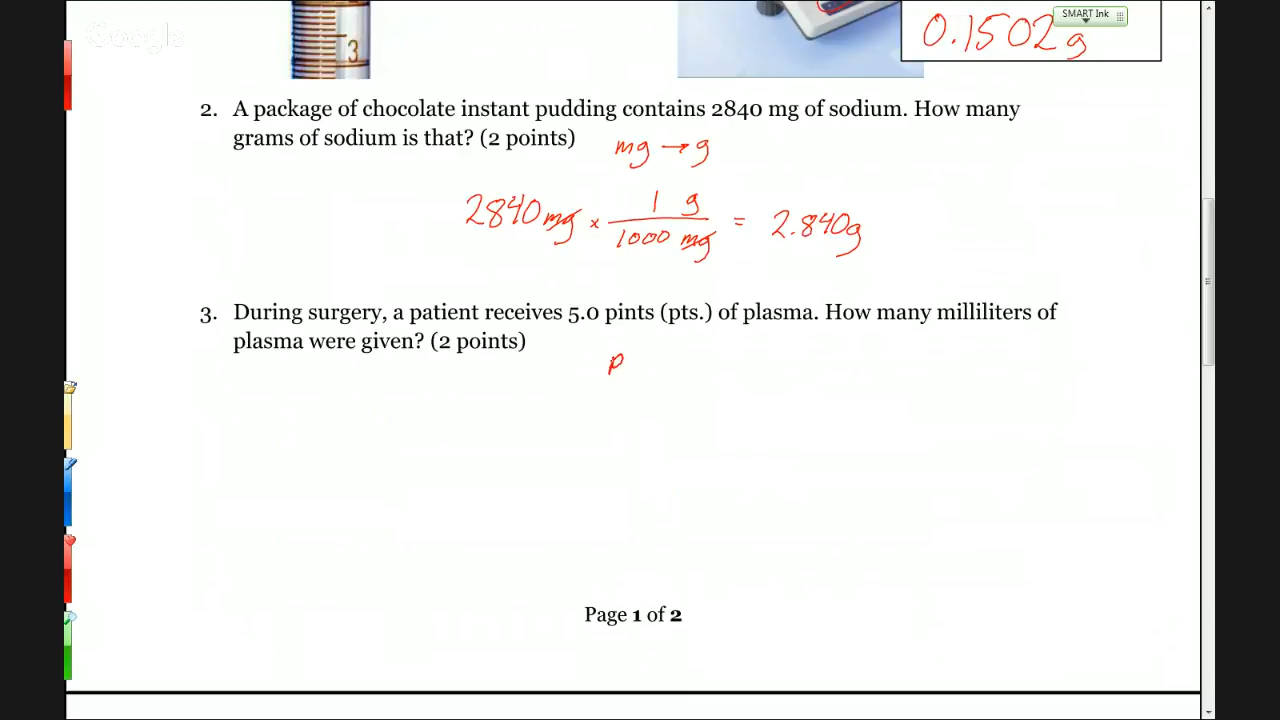 Google
SMART Ink
3
0.1502g
2. A package of chocolate instant pudding contains 2840 mg of sodium. How many
grams of sodium is that? (2 points)
mg → g
2840 mg × 1 g / 1000 mg = 2.840g
3. During surgery, a patient receives 5.0 pints (pts.) of plasma. How many milliliters of
plasma were given? (2 points)
p
Page 1 of 2